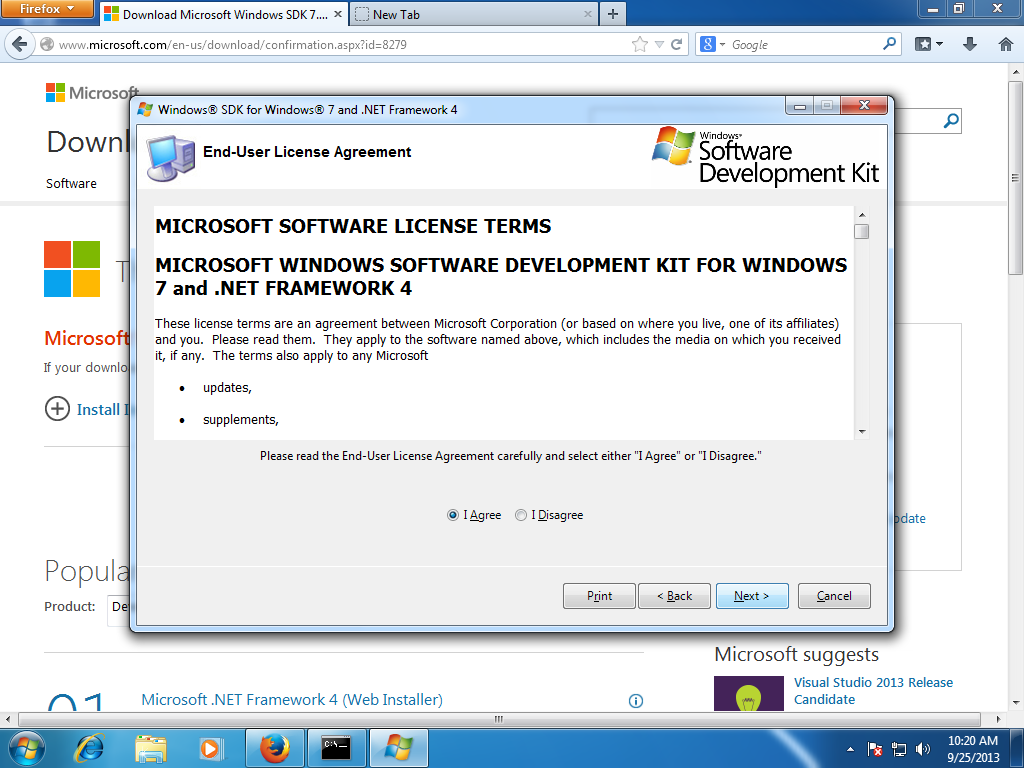 Firefox
Download Microsoft Windows SDK 7....
New Tab
www.microsoft.com/en-us/download/confirmation.aspx?id=8279
Google
Microsoft
Downl
Software
T
Microsoft
If your downlo
Install I
Windows® SDK for Windows® 7 and .NET Framework 4
End-User License Agreement
Windows®
Software
Development Kit
MICROSOFT SOFTWARE LICENSE TERMS
MICROSOFT WINDOWS SOFTWARE DEVELOPMENT KIT FOR WINDOWS
7 and .NET FRAMEWORK 4
These license terms are an agreement between Microsoft Corporation (or based on where you live, one of its affiliates)
and you. Please read them. They apply to the software named above, which includes the media on which you received
it, if any. The terms also apply to any Microsoft
• updates,
• supplements,
Please read the End-User License Agreement carefully and select either "I Agree" or "I Disagree."
I Agree
I Disagree
Print
< Back
Next >
Cancel
pdate
Popula
Product:
De
01
Microsoft .NET Framework 4 (Web Installer)
Microsoft suggests
Visual Studio 2013 Release
Candidate
C:\_
10:20 AM
9/25/2013